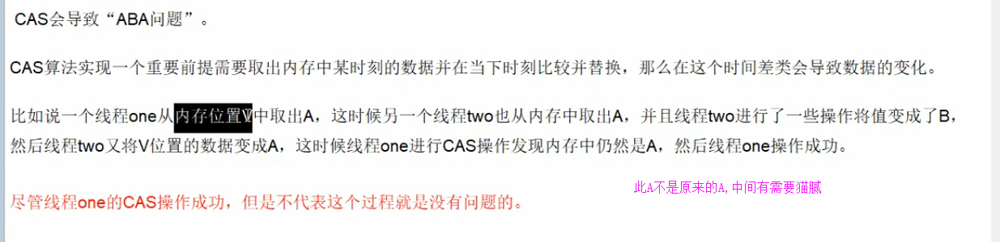 CAS会导致“ABA问题”。
CAS算法实现一个重要前提需要取出内存中某时刻的数据并在当下时刻比较并替换，那么在这个时间差类会导致数据的变化。
比如说一个线程one从内存位置V中取出A，这时候另一个线程two也从内存中取出A，并且线程two进行了一些操作将值变成了B，
然后线程two又将V位置的数据变成A，这时候线程one进行CAS操作发现内存中仍然是A，然后线程one操作成功。
此A不是原来的A,中间有需要猫腻
尽管线程one的CAS操作成功，但是不代表这个过程就是没有问题的。